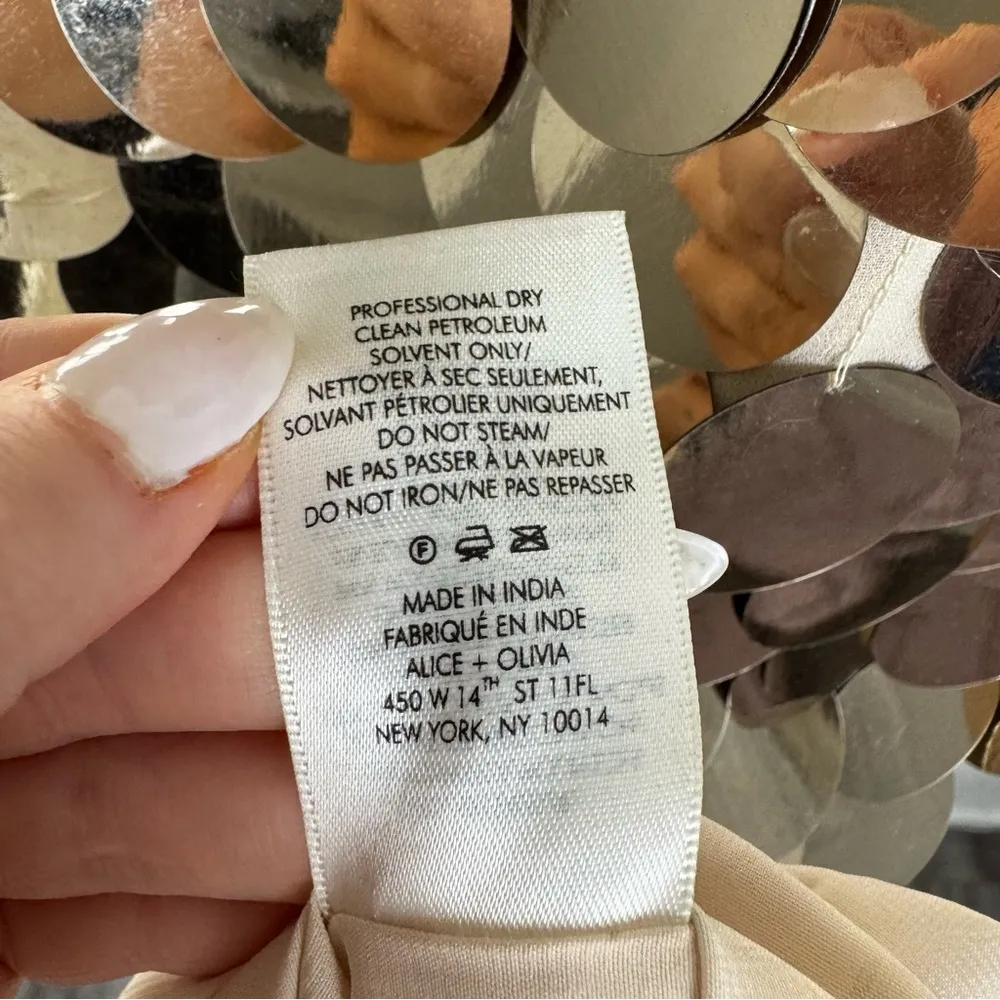 PROFESSIONAL DRY
CLEAN PETROLEUM
SOLVENT ONLY/
NETTOYER À SEC SEULEMENT,
SOLVANT PÉTROLIER UNIQUEMENT
DO NOT STEAM/
NE PAS PASSER À LA VAPEUR
DO NOT IRON/NE PAS REPASSER
F
MADE IN INDIA
FABRIQUÉ EN INDE
ALICE + OLIVIA
450 W 14TH ST 11FL
NEW YORK, NY 10014